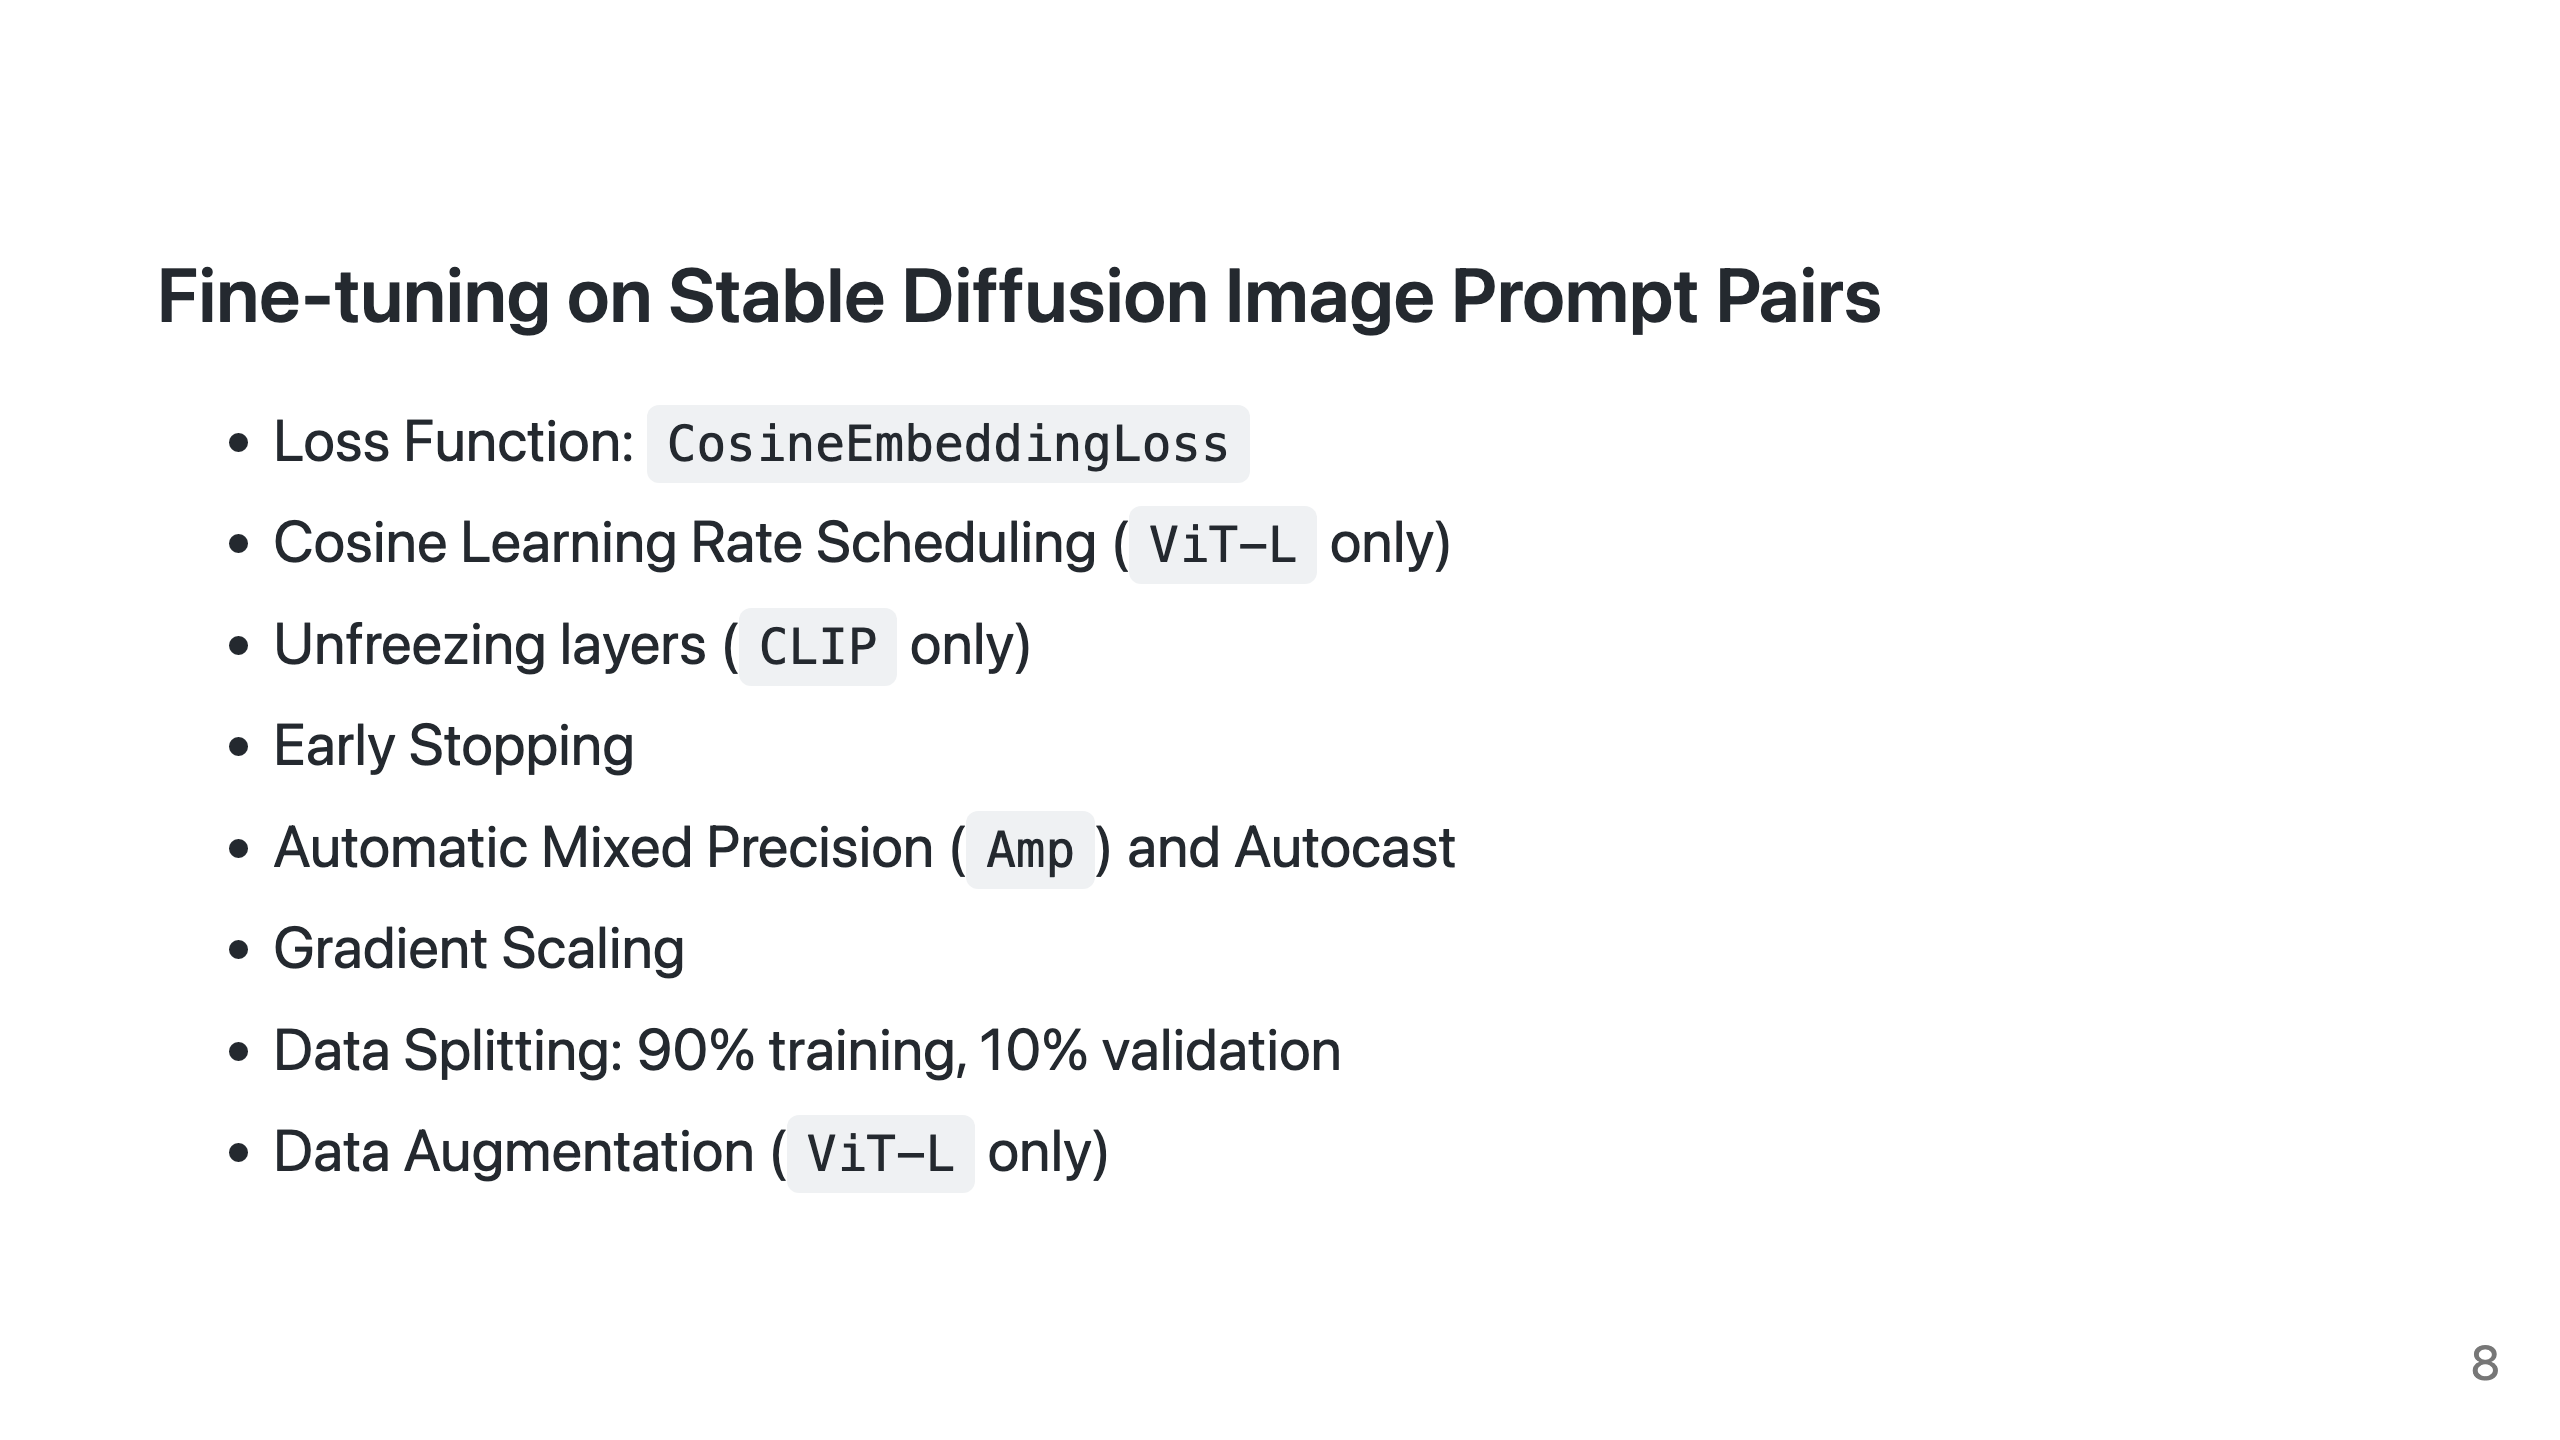 Fine-tuning on Stable Diffusion Image Prompt Pairs
• Loss Function: CosineEmbeddingLoss
• Cosine Learning Rate Scheduling (ViT-L only)
• Unfreezing layers (CLIP only)
• Early Stopping
• Automatic Mixed Precision (Amp) and Autocast
• Gradient Scaling
• Data Splitting: 90% training, 10% validation
• Data Augmentation (ViT-L only)
8